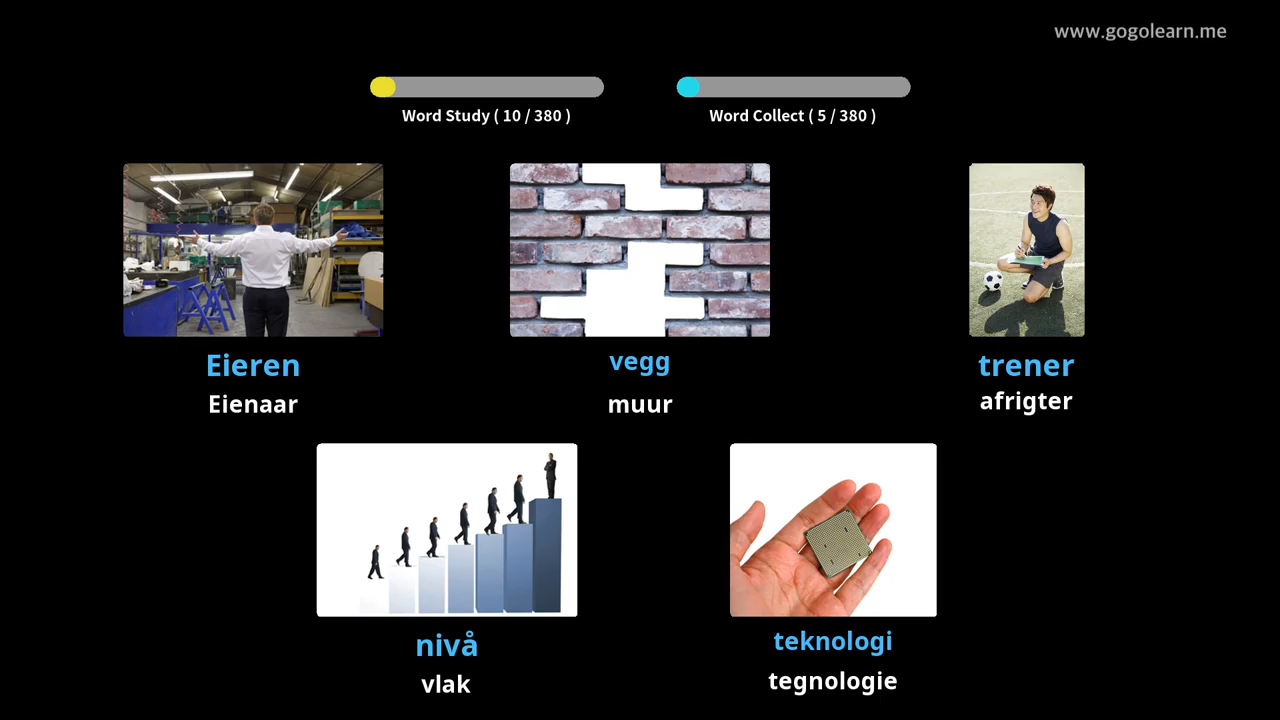 www.gogolearn.me
Word Study ( 10 / 380 )
Word Collect ( 5 / 380 )
Eieren
Eienaar
vegg
muur
trener
afrigter
nivå
vlak
teknologi
tegnologie